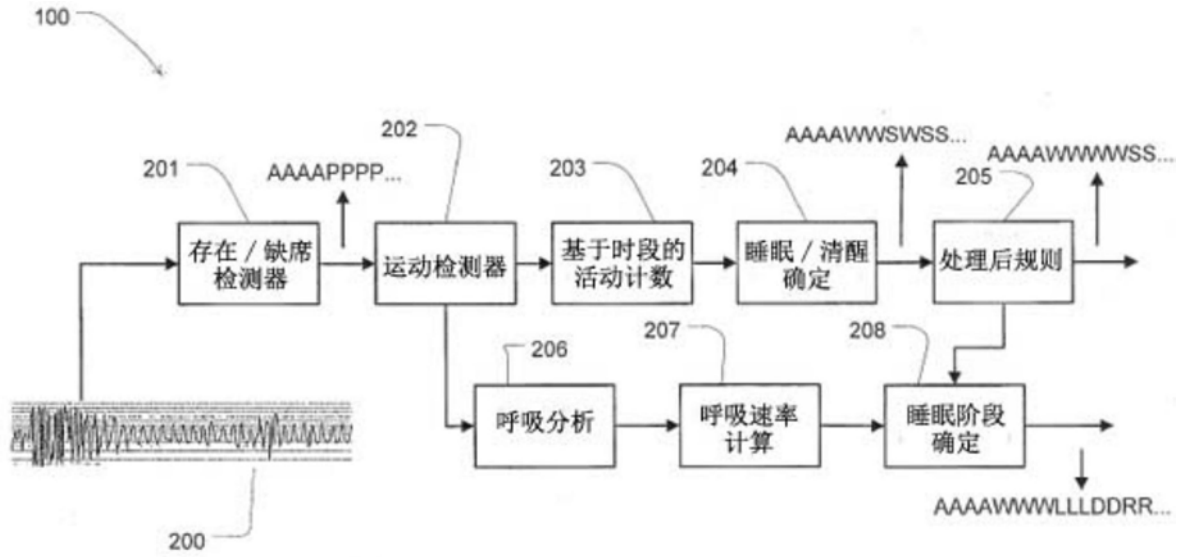 100
202
AAAAWWSWSS...
AAAAWWWWSS...
201
AAAAPPPP...
203
204
205
存在/缺席
检测器
运动检测器
基于时段的
活动计数
睡眠/清醒
确定
处理后规则
206
207
208
呼吸分析
呼吸速率
计算
睡眠阶段
确定
AAAAWWWLLLDDRR...
200